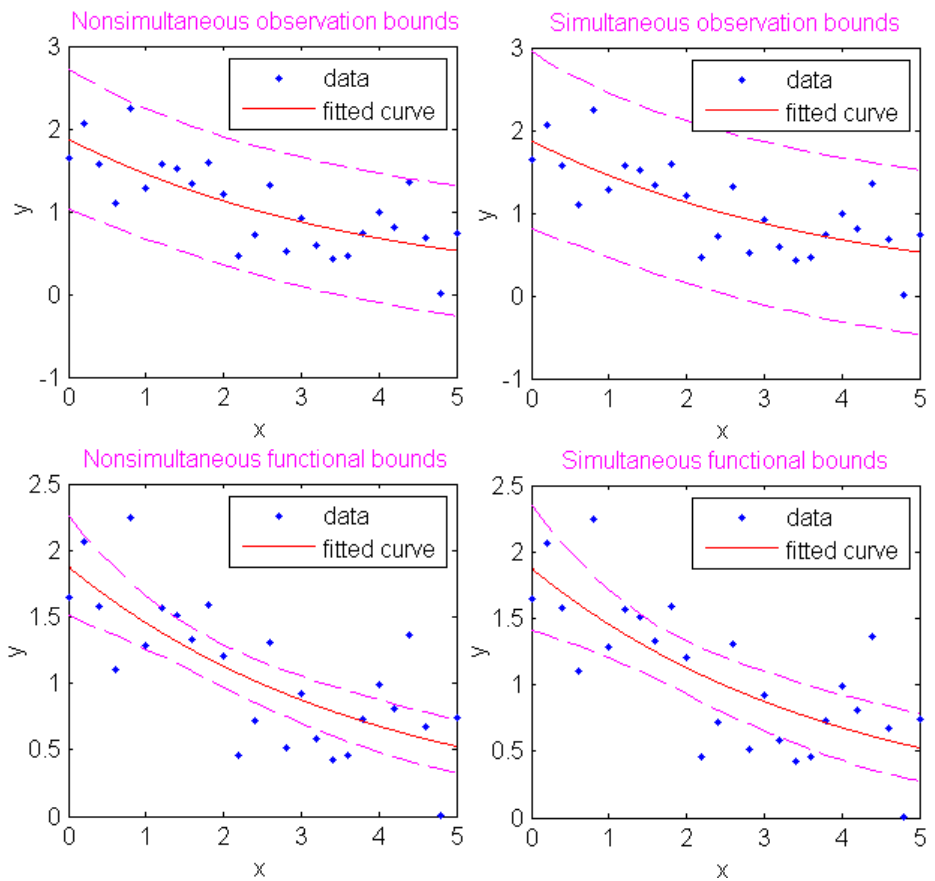 Nonsimultaneous observation bounds
3
2
1
0
-1
y
data
fitted curve
0 1 2 3 4 5
x
Simultaneous observation bounds
3
2
1
0
-1
y
data
fitted curve
0 1 2 3 4 5
x
Nonsimultaneous functional bounds
2.5
2
1.5
1
0.5
0
y
data
fitted curve
0 1 2 3 4 5
x
Simultaneous functional bounds
2.5
2
1.5
1
0.5
0
y
data
fitted curve
0 1 2 3 4 5
x